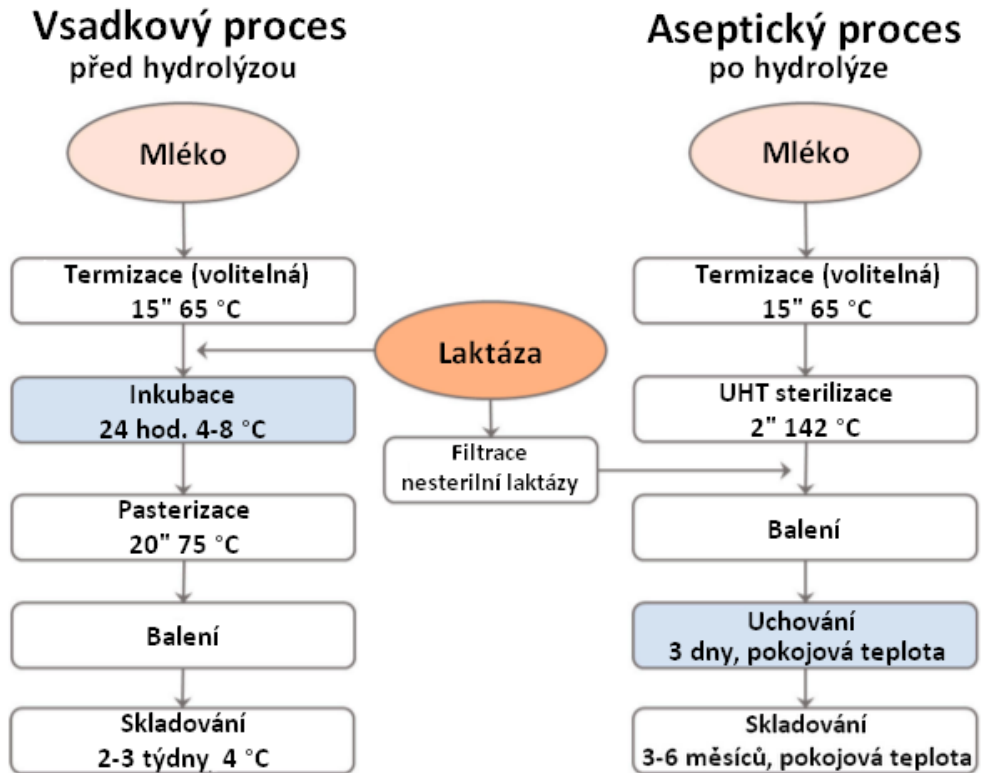 Vsadkový proces
před hydrolýzou
Mléko
Termizace (volitelná)
15" 65 °C
Inkubace
24 hod. 4-8 °C
Pasterizace
20" 75 °C
Balení
Skladování
2-3 týdny 4 °C
Laktáza
Filtrace
nesterilní laktázy
Aseptický proces
po hydrolýze
Mléko
Termizace (volitelná)
15" 65 °C
UHT sterilizace
2" 142 °C
Balení
Uchování
3 dny, pokojová teplota
Skladování
3-6 měsíců, pokojová teplota